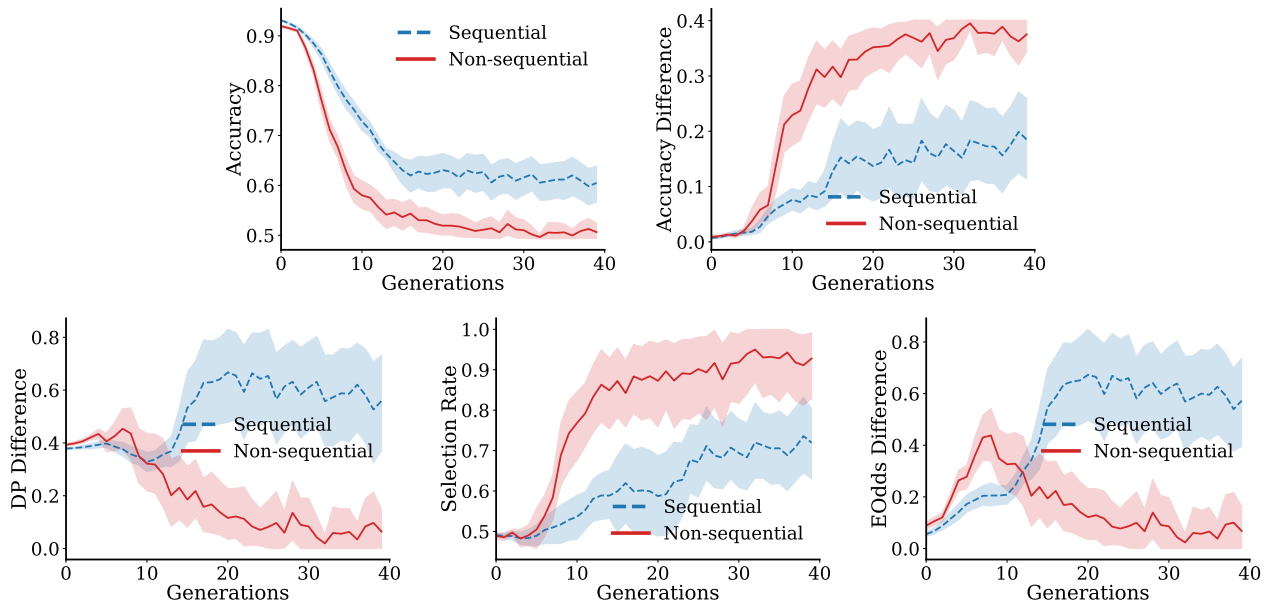 Accuracy
0.9
0.8
0.7
0.6
0.5
0 10 20 30 40
Generations
Sequential
Non-sequential
Accuracy Difference
0.4
0.3
0.2
0.1
0.0
0 10 20 30 40
Generations
Sequential
Non-sequential
DP Difference
0.8
0.6
0.4
0.2
0.0
0 10 20 30 40
Generations
Sequential
Non-sequential
Selection Rate
1.0
0.9
0.8
0.7
0.6
0.5
0 10 20 30 40
Generations
Sequential
Non-sequential
EOdds Difference
0.8
0.6
0.4
0.2
0.0
0 10 20 30 40
Generations
Sequential
Non-sequential